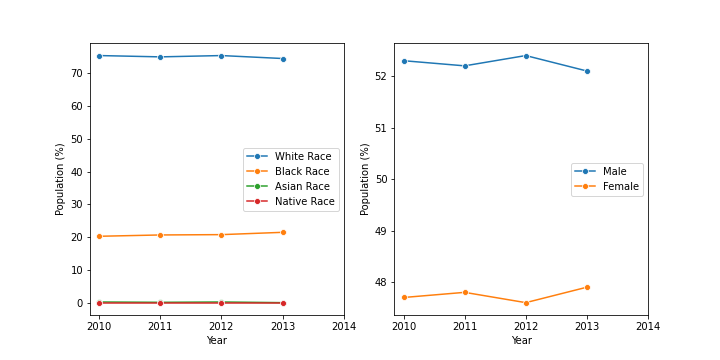 70
60
50
40
30
20
10
0
Population (%)
2010 2011 2012 2013 2014
Year
White Race
Black Race
Asian Race
Native Race
52
51
50
49
48
Population (%)
2010 2011 2012 2013 2014
Year
Male
Female